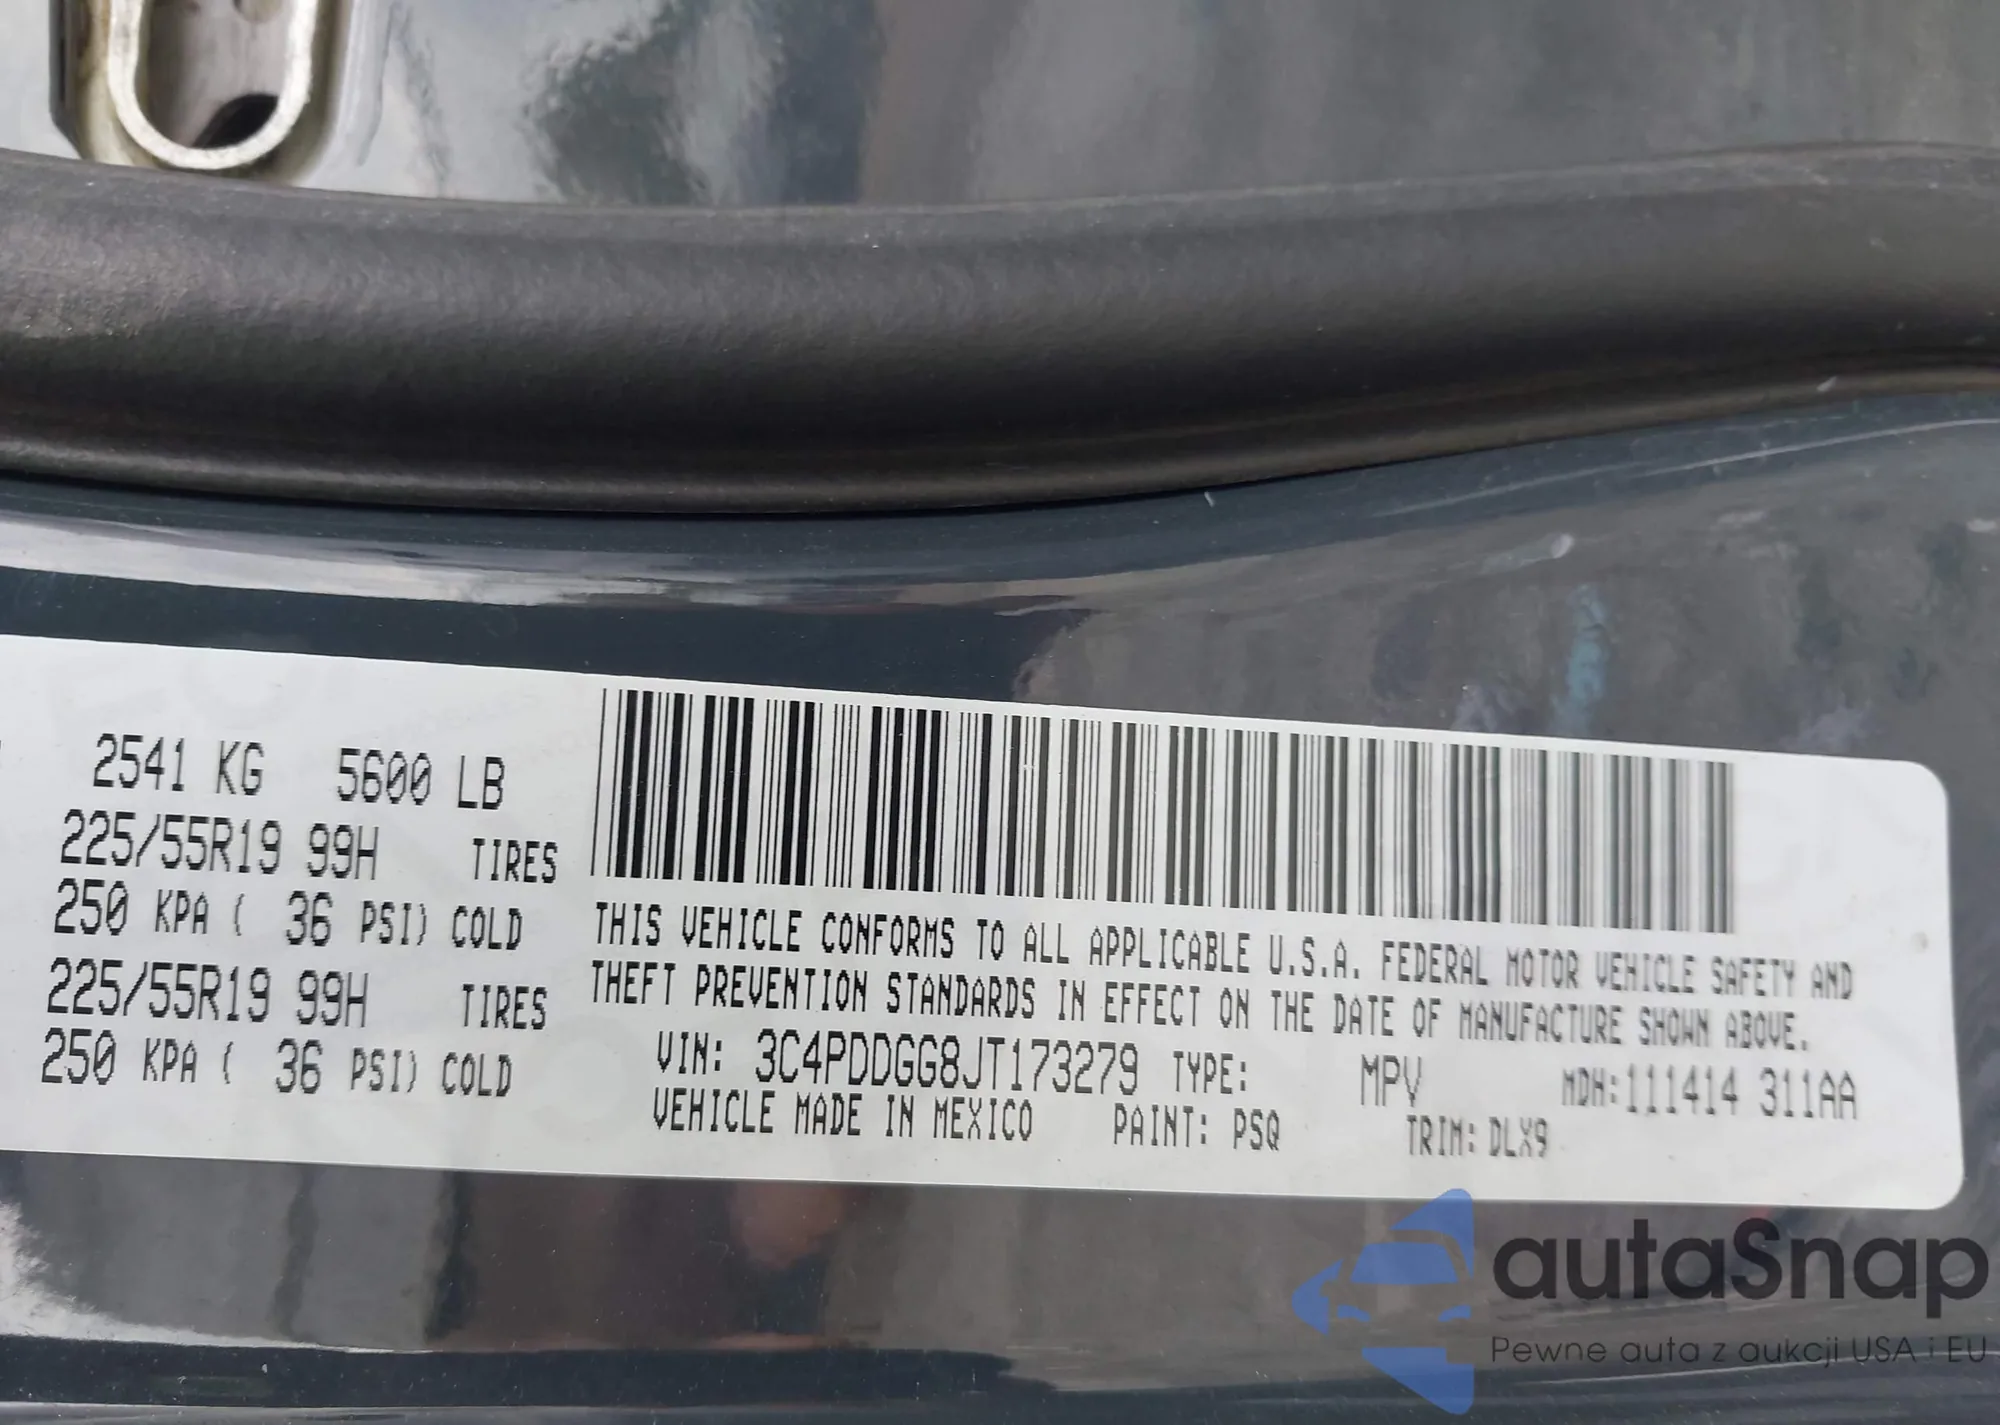 2541 KG 5600 LB
225/55R19 99H TIRES
250 KPA ( 36 PSI) COLD
225/55R19 99H TIRES
250 KPA ( 36 PSI) COLD
THIS VEHICLE CONFORMS TO ALL APPLICABLE U.S.A. FEDERAL MOTOR VEHICLE SAFETY AND
THEFT PREVENTION STANDARDS IN EFFECT ON THE DATE OF MANUFACTURE SHOWN ABOVE.
VIN: 3C4PDDGG8JT173279 TYPE: MPV MDH:111414 311AA
VEHICLE MADE IN MEXICO PAINT: PSQ TRIM: DLX9
autaSnap
Pewne auta z aukcji USA i EU